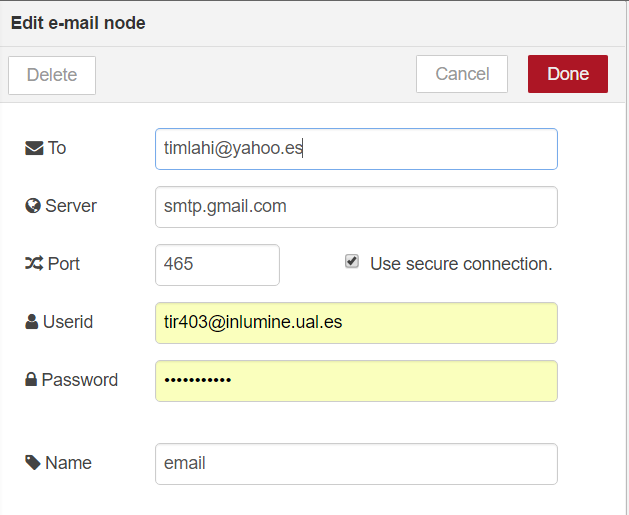 Edit e-mail node
Delete Cancel Done
To timlahi@yahoo.es
Server smtp.gmail.com
Port 465 Use secure connection.
Userid tir403@inlumine.ual.es
Password •••••••••••
Name email